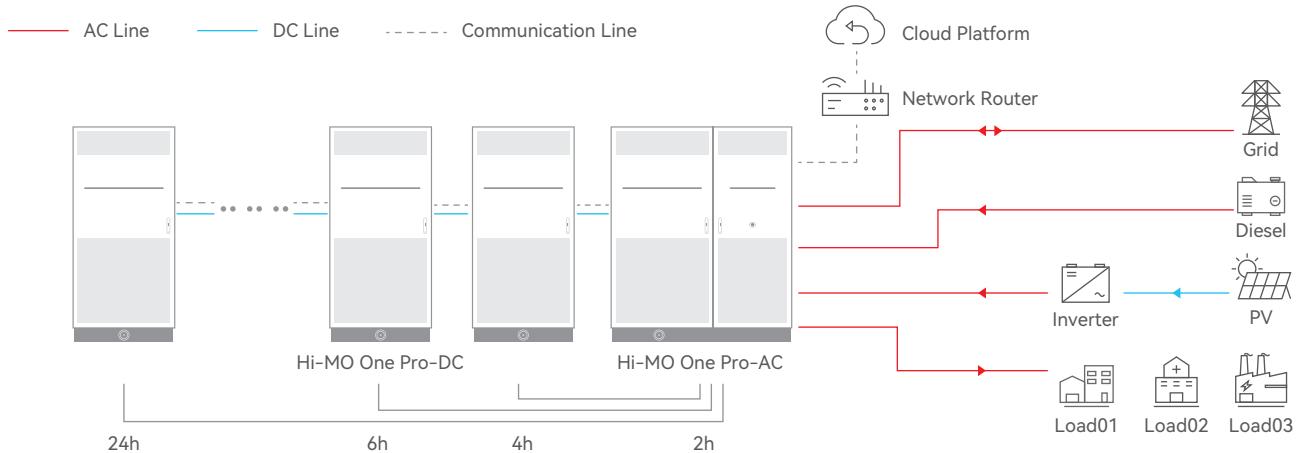 AC Line
DC Line
Communication Line
Cloud Platform
Network Router
Grid
Diesel
Inverter
PV
Hi-MO One Pro-DC
Hi-MO One Pro-AC
Load01
Load02
Load03
24h
6h
4h
2h